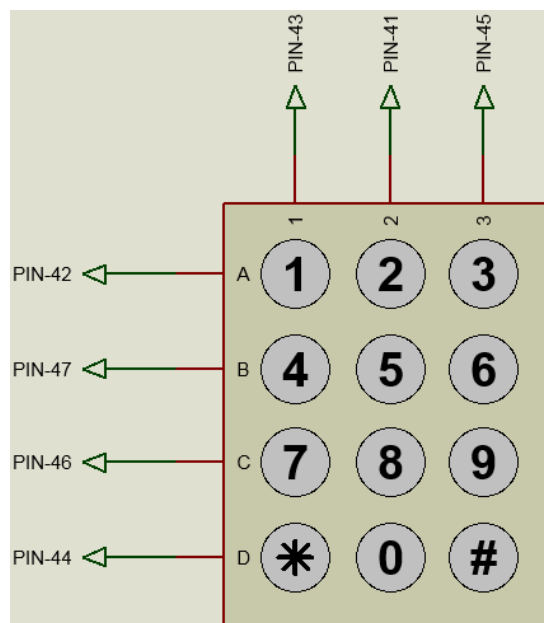 PIN-43 PIN-41 PIN-45
1 2 3
PIN-42 A 1 2 3
PIN-47 B 4 5 6
PIN-46 C 7 8 9
PIN-44 D * 0 #